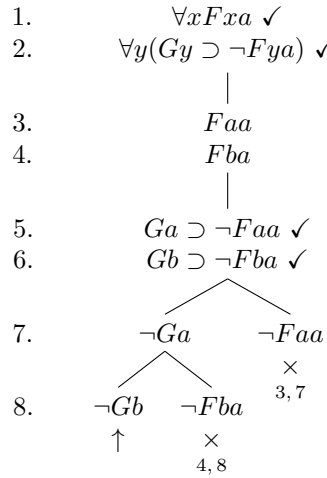 1. ∀xFxa ✓
2. ∀y(Gy ⊃ ¬Fya) ✓
3. Faa
4. Fba
5. Ga ⊃ ¬Faa ✓
6. Gb ⊃ ¬Fba ✓
7. ¬Ga ¬Faa
×
3, 7
8. ¬Gb ¬Fba
↑ ×
4, 8